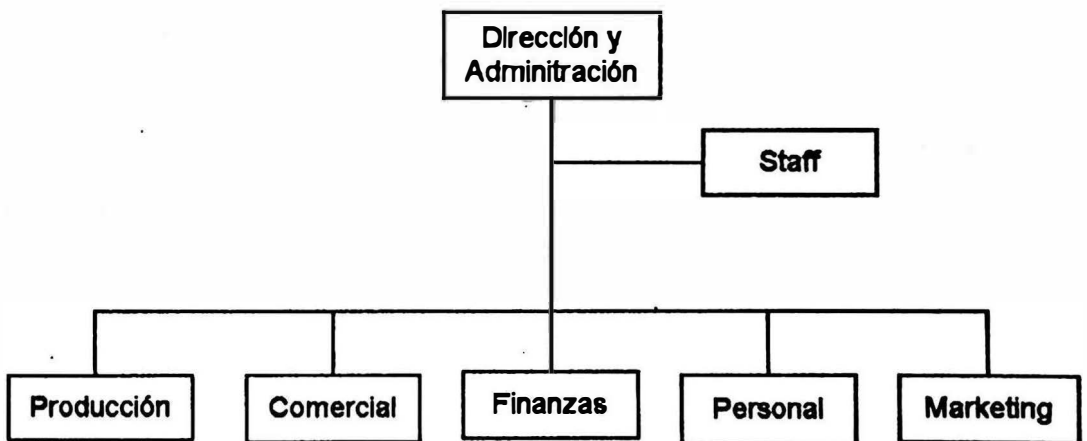 Dirección y
Adminitración
Staff
Producción
Comercial
Finanzas
Personal
Marketing